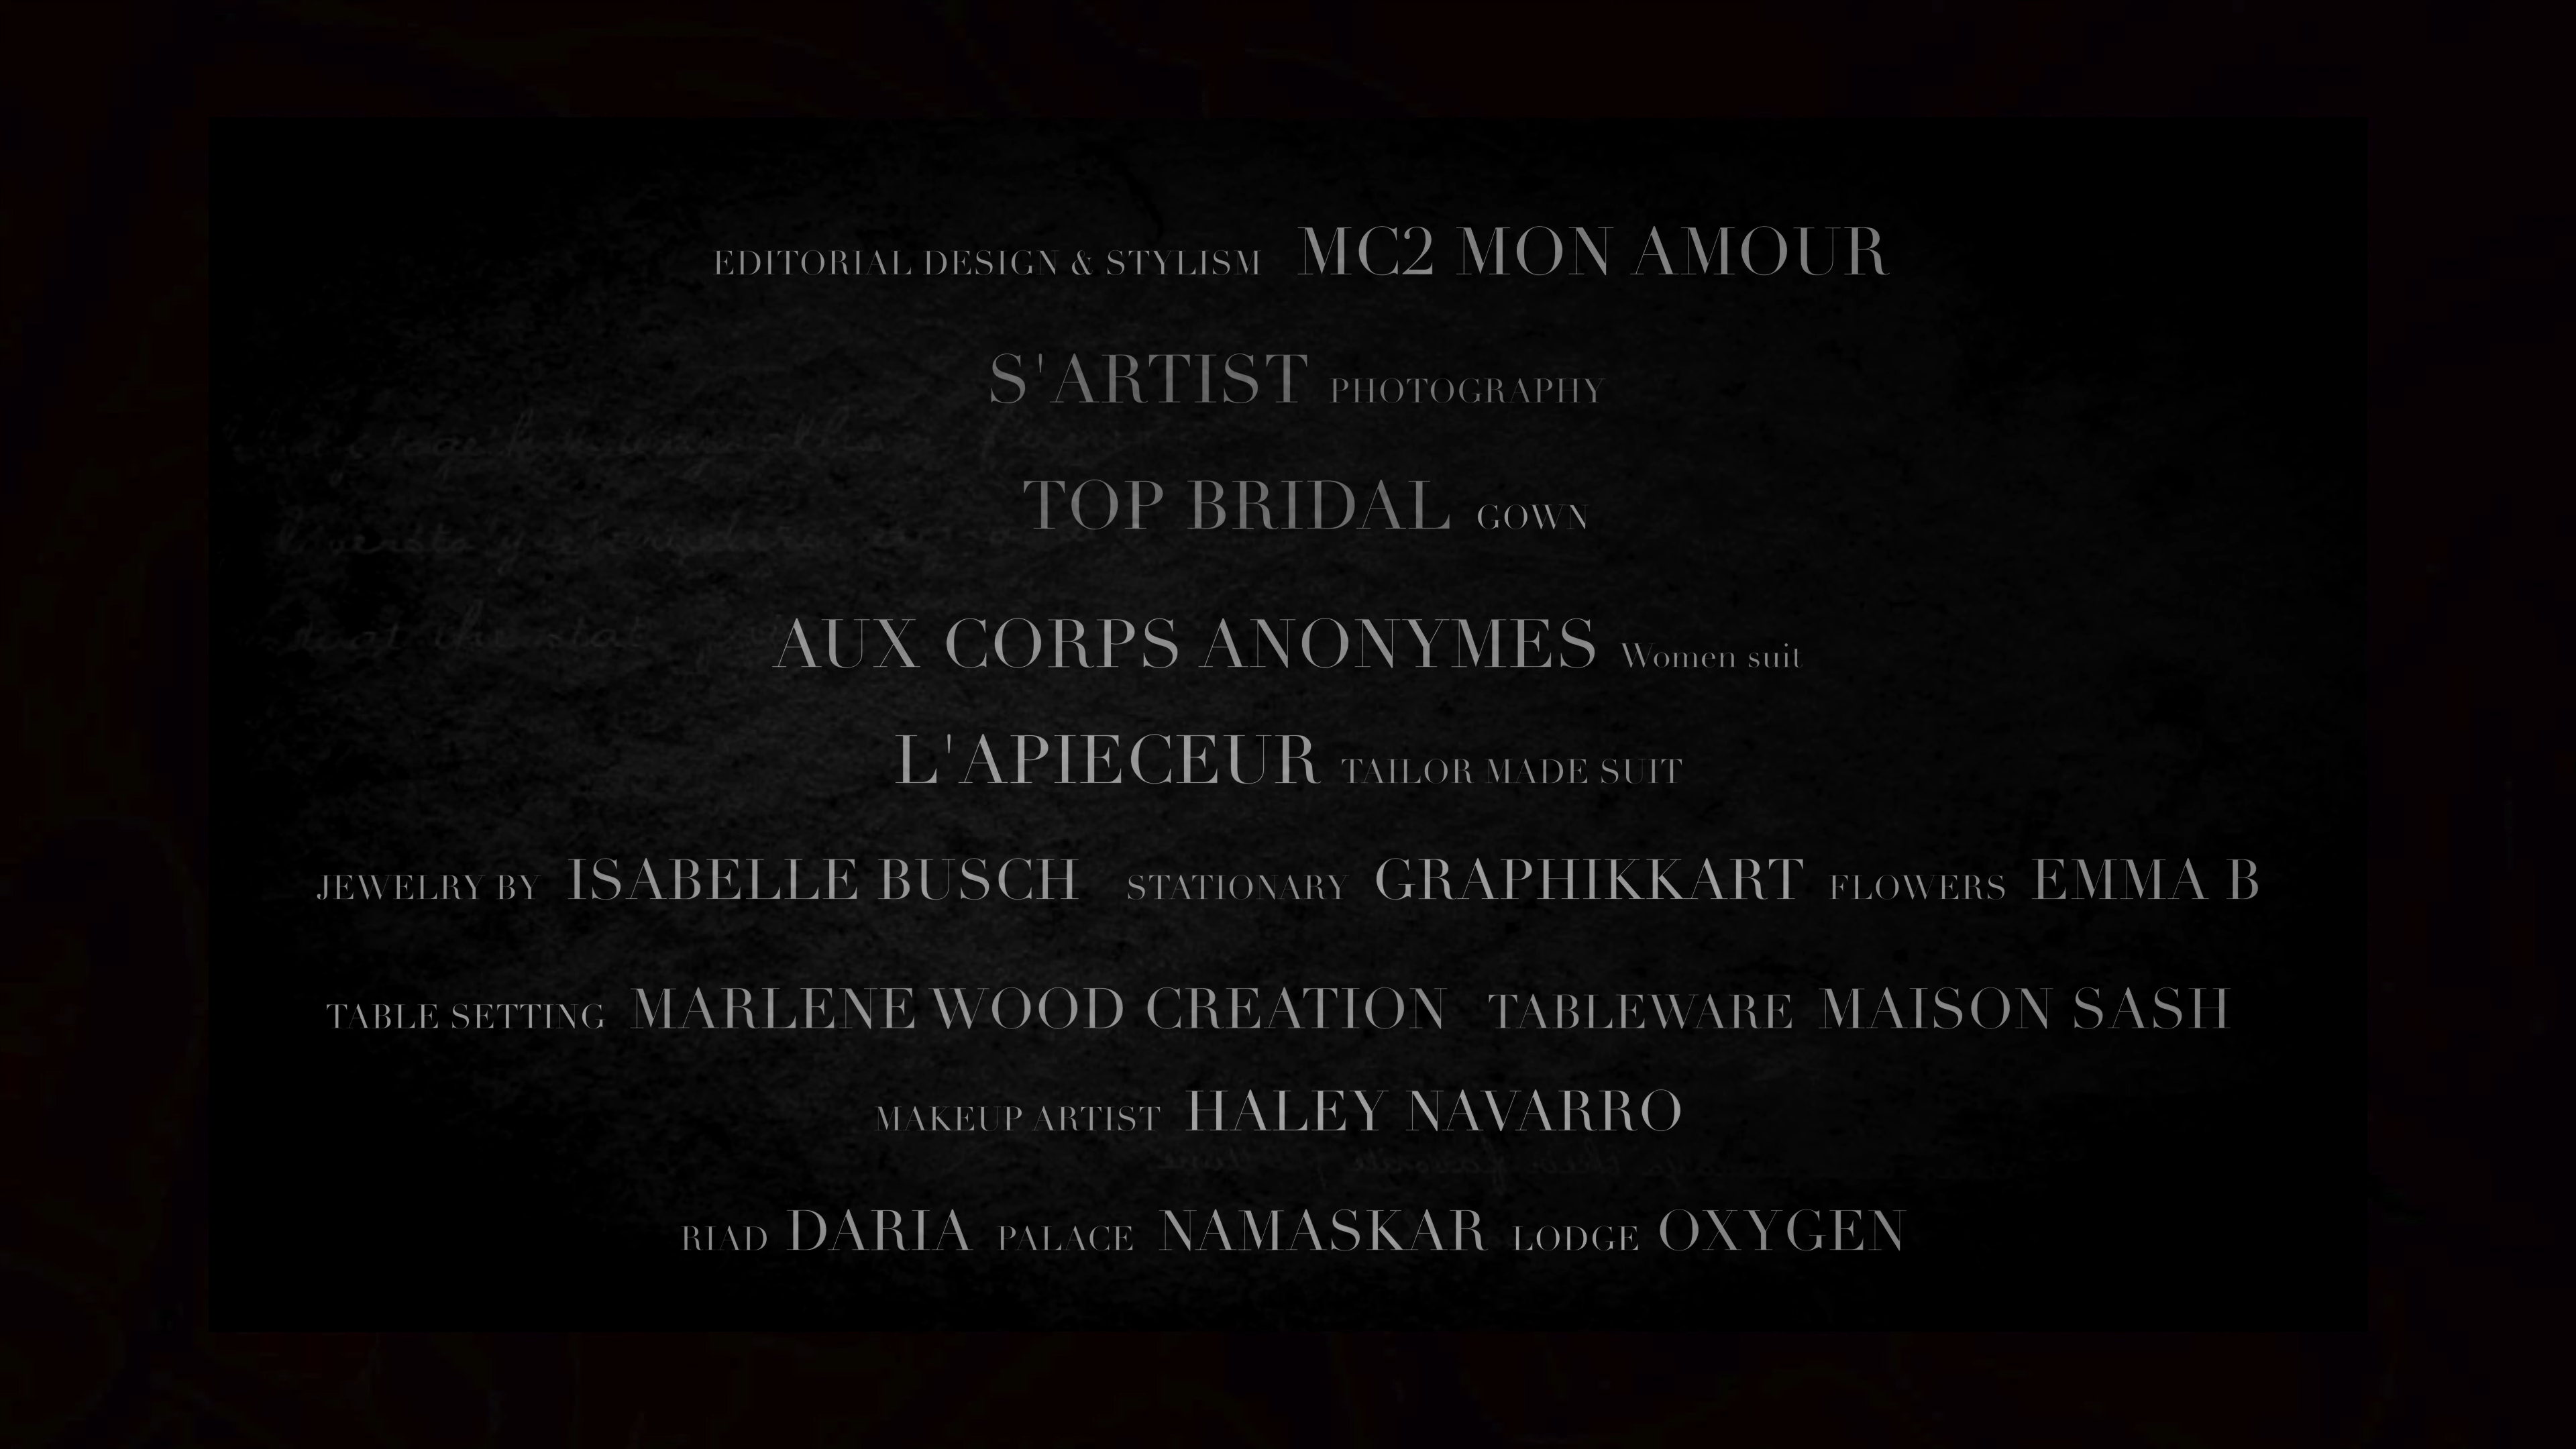 EDITORIAL DESIGN & STYLISM MC2 MON AMOUR
S'ARTIST PHOTOGRAPHY
TOP BRIDAL GOWN
AUX CORPS ANONYMES Women suit
L'APIECEUR TAILOR MADE SUIT
JEWELRY BY ISABELLE BUSCH STATIONARY GRAPHIKKART FLOWERS EMMA B
TABLE SETTING MARLENE WOOD CREATION TABLEWARE MAISON SASH
MAKEUP ARTIST HALEY NAVARRO
RIAD DARIA PALACE NAMASKAR LODGE OXYGEN